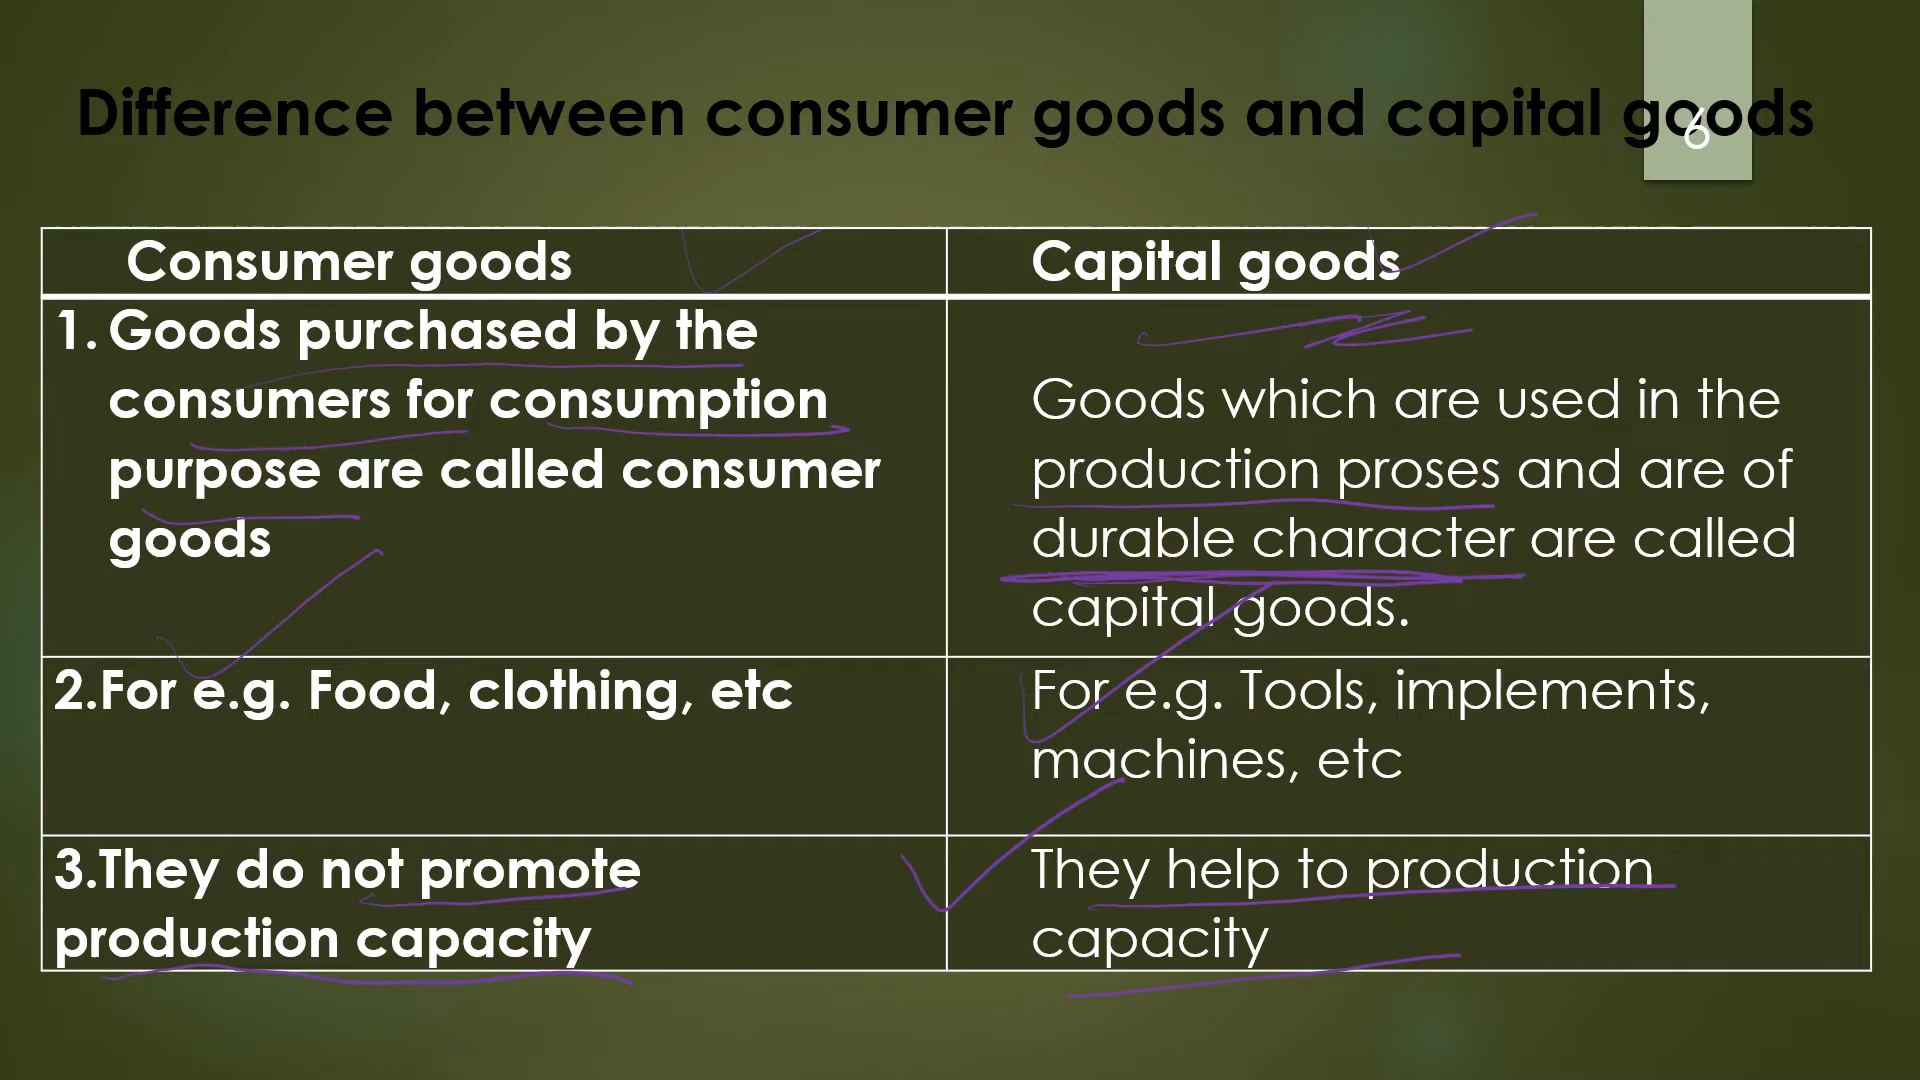 Difference between consumer goods and capital goods
6
Consumer goods
Capital goods
1. Goods purchased by the
consumers for consumption
purpose are called consumer
goods
Goods which are used in the
production proses and are of
durable character are called
capital goods.
2.For e.g. Food, clothing, etc
For e.g. Tools, implements,
machines, etc
3.They do not promote
production capacity
They help to production
capacity